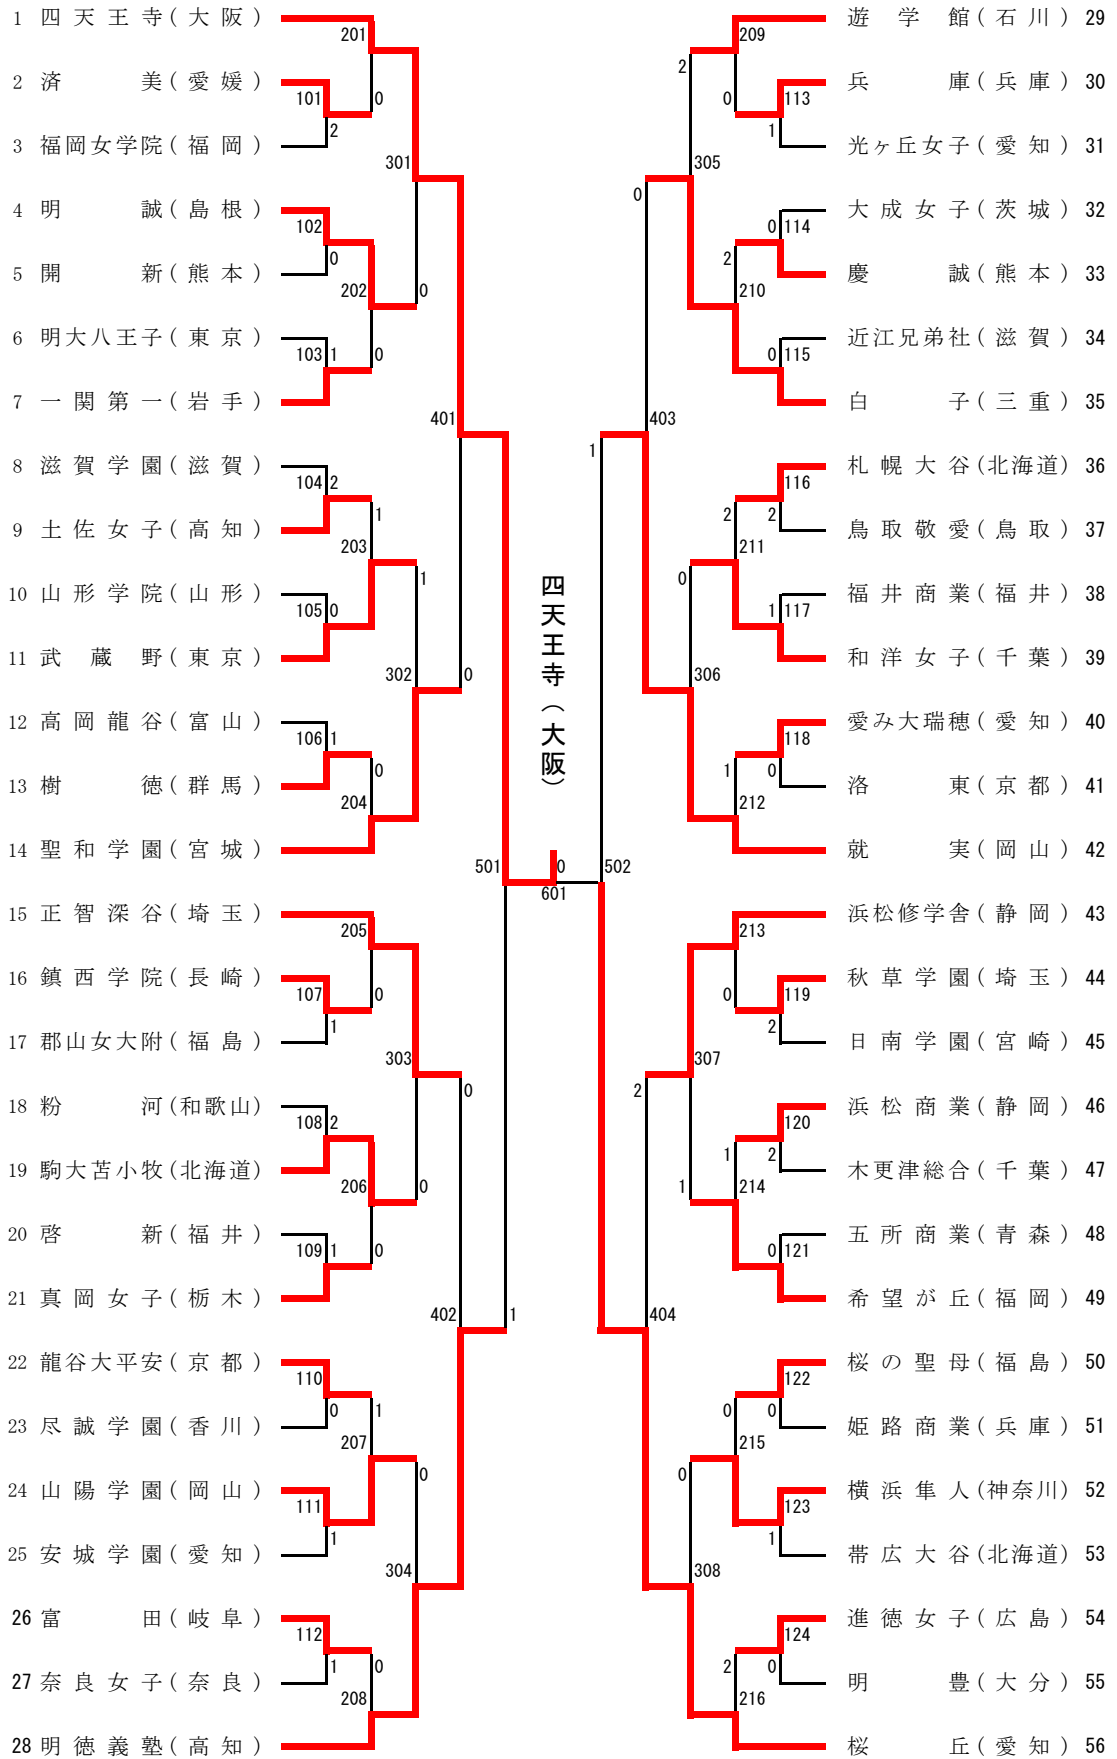 1 四天王寺(大阪)
201
2 済美(愛媛)
101
0
2
3 福岡女学院(福岡)
301
4 明誠(島根)
102
0
5 開新(熊本)
202
0
6 明大八王子(東京)
103
1
0
7 一関第一(岩手)
401
8 滋賀学園(滋賀)
104
2
1
9 土佐女子(高知)
203
1
10 山形学院(山形)
105
0
11 武蔵野(東京)
302
0
12 高岡龍谷(富山)
106
1
0
13 樹徳(群馬)
204
14 聖和学園(宮城)
501
15 正智深谷(埼玉)
205
16 鎮西学院(長崎)
107
0
1
17 郡山女大附(福島)
303
0
18 粉河(和歌山)
108
2
19 駒大苫小牧(北海道)
206
0
20 啓新(福井)
109
1
0
21 真岡女子(栃木)
402
1
22 龍谷大平安(京都)
110
0
1
23 尽誠学園(香川)
207
0
24 山陽学園(岡山)
111
1
25 安城学園(愛知)
304
26 富田(岐阜)
112
1
0
27 奈良女子(奈良)
208
28 明徳義塾(高知)
四天王寺(大阪)
0
601
遊学館(石川) 29
209
2
兵庫(兵庫) 30
0
113
1
光ヶ丘女子(愛知) 31
305
0
大成女子(茨城) 32
0
114
2
慶誠(熊本) 33
210
近江兄弟社(滋賀) 34
0
115
白子(三重) 35
403
1
札幌大谷(北海道) 36
116
2
2
鳥取敬愛(鳥取) 37
211
0
福井商業(福井) 38
1
117
和洋女子(千葉) 39
306
愛み大瑞穂(愛知) 40
118
1
0
洛東(京都) 41
212
就実(岡山) 42
502
浜松修学舎(静岡) 43
213
秋草学園(埼玉) 44
0
119
2
日南学園(宮崎) 45
307
2
浜松商業(静岡) 46
120
1
2
木更津総合(千葉) 47
1
214
五所商業(青森) 48
0
121
希望が丘(福岡) 49
404
桜の聖母(福島) 50
122
0
0
姫路商業(兵庫) 51
215
0
横浜隼人(神奈川) 52
123
1
帯広大谷(北海道) 53
308
進徳女子(広島) 54
124
2
0
明豊(大分) 55
216
桜丘(愛知) 56